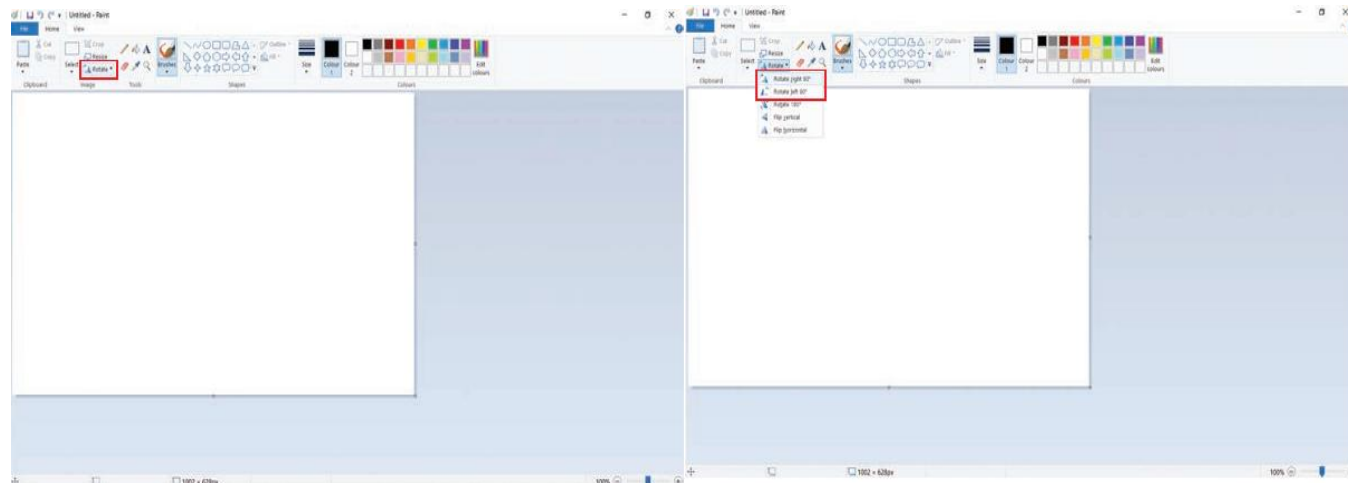 Untitled - Paint
File Home View
Cut
Copy
Paste
Clipboard
Crop
Resize
Rotate
Select
Image
Tools
Brushes
Outline
Fill
Shapes
Size
Colour 1
Colour 2
Edit colours
Colours
1002 × 628px
100%
Untitled - Paint
File Home View
Cut
Copy
Paste
Clipboard
Crop
Resize
Rotate
Select
Brushes
Outline
Fill
Shapes
Size
Colour 1
Colour 2
Edit colours
Colours
Rotate right 90°
Rotate left 90°
Rotate 180°
Flip vertical
Flip horizontal
1002 × 628px
100%